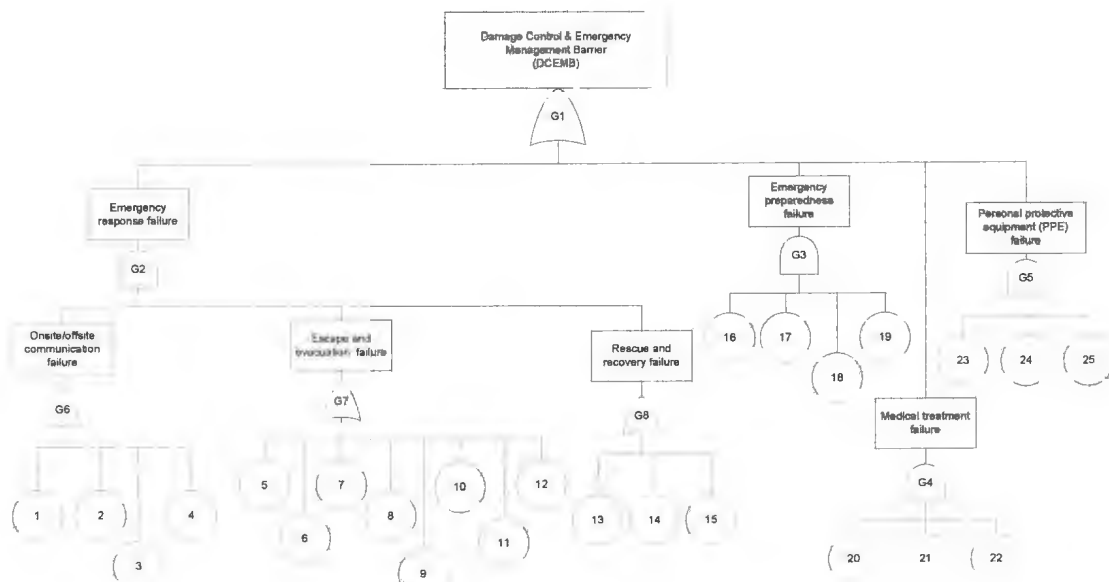 Damage Control & Emergency
Management Barrier
(DCEMB)
G1
Emergency
response failure
Emergency
preparedness
failure
Personal protective
equipment (PPE)
failure
G2
G3
G5
Onsite/offsite
communication
failure
Escape and
evacuation failure
Rescue and
recovery failure
16
17
18
19
23
24
25
G6
G7
G8
Medical treatment
failure
G4
1
2
3
4
5
6
7
8
9
10
11
12
13
14
15
20
21
22